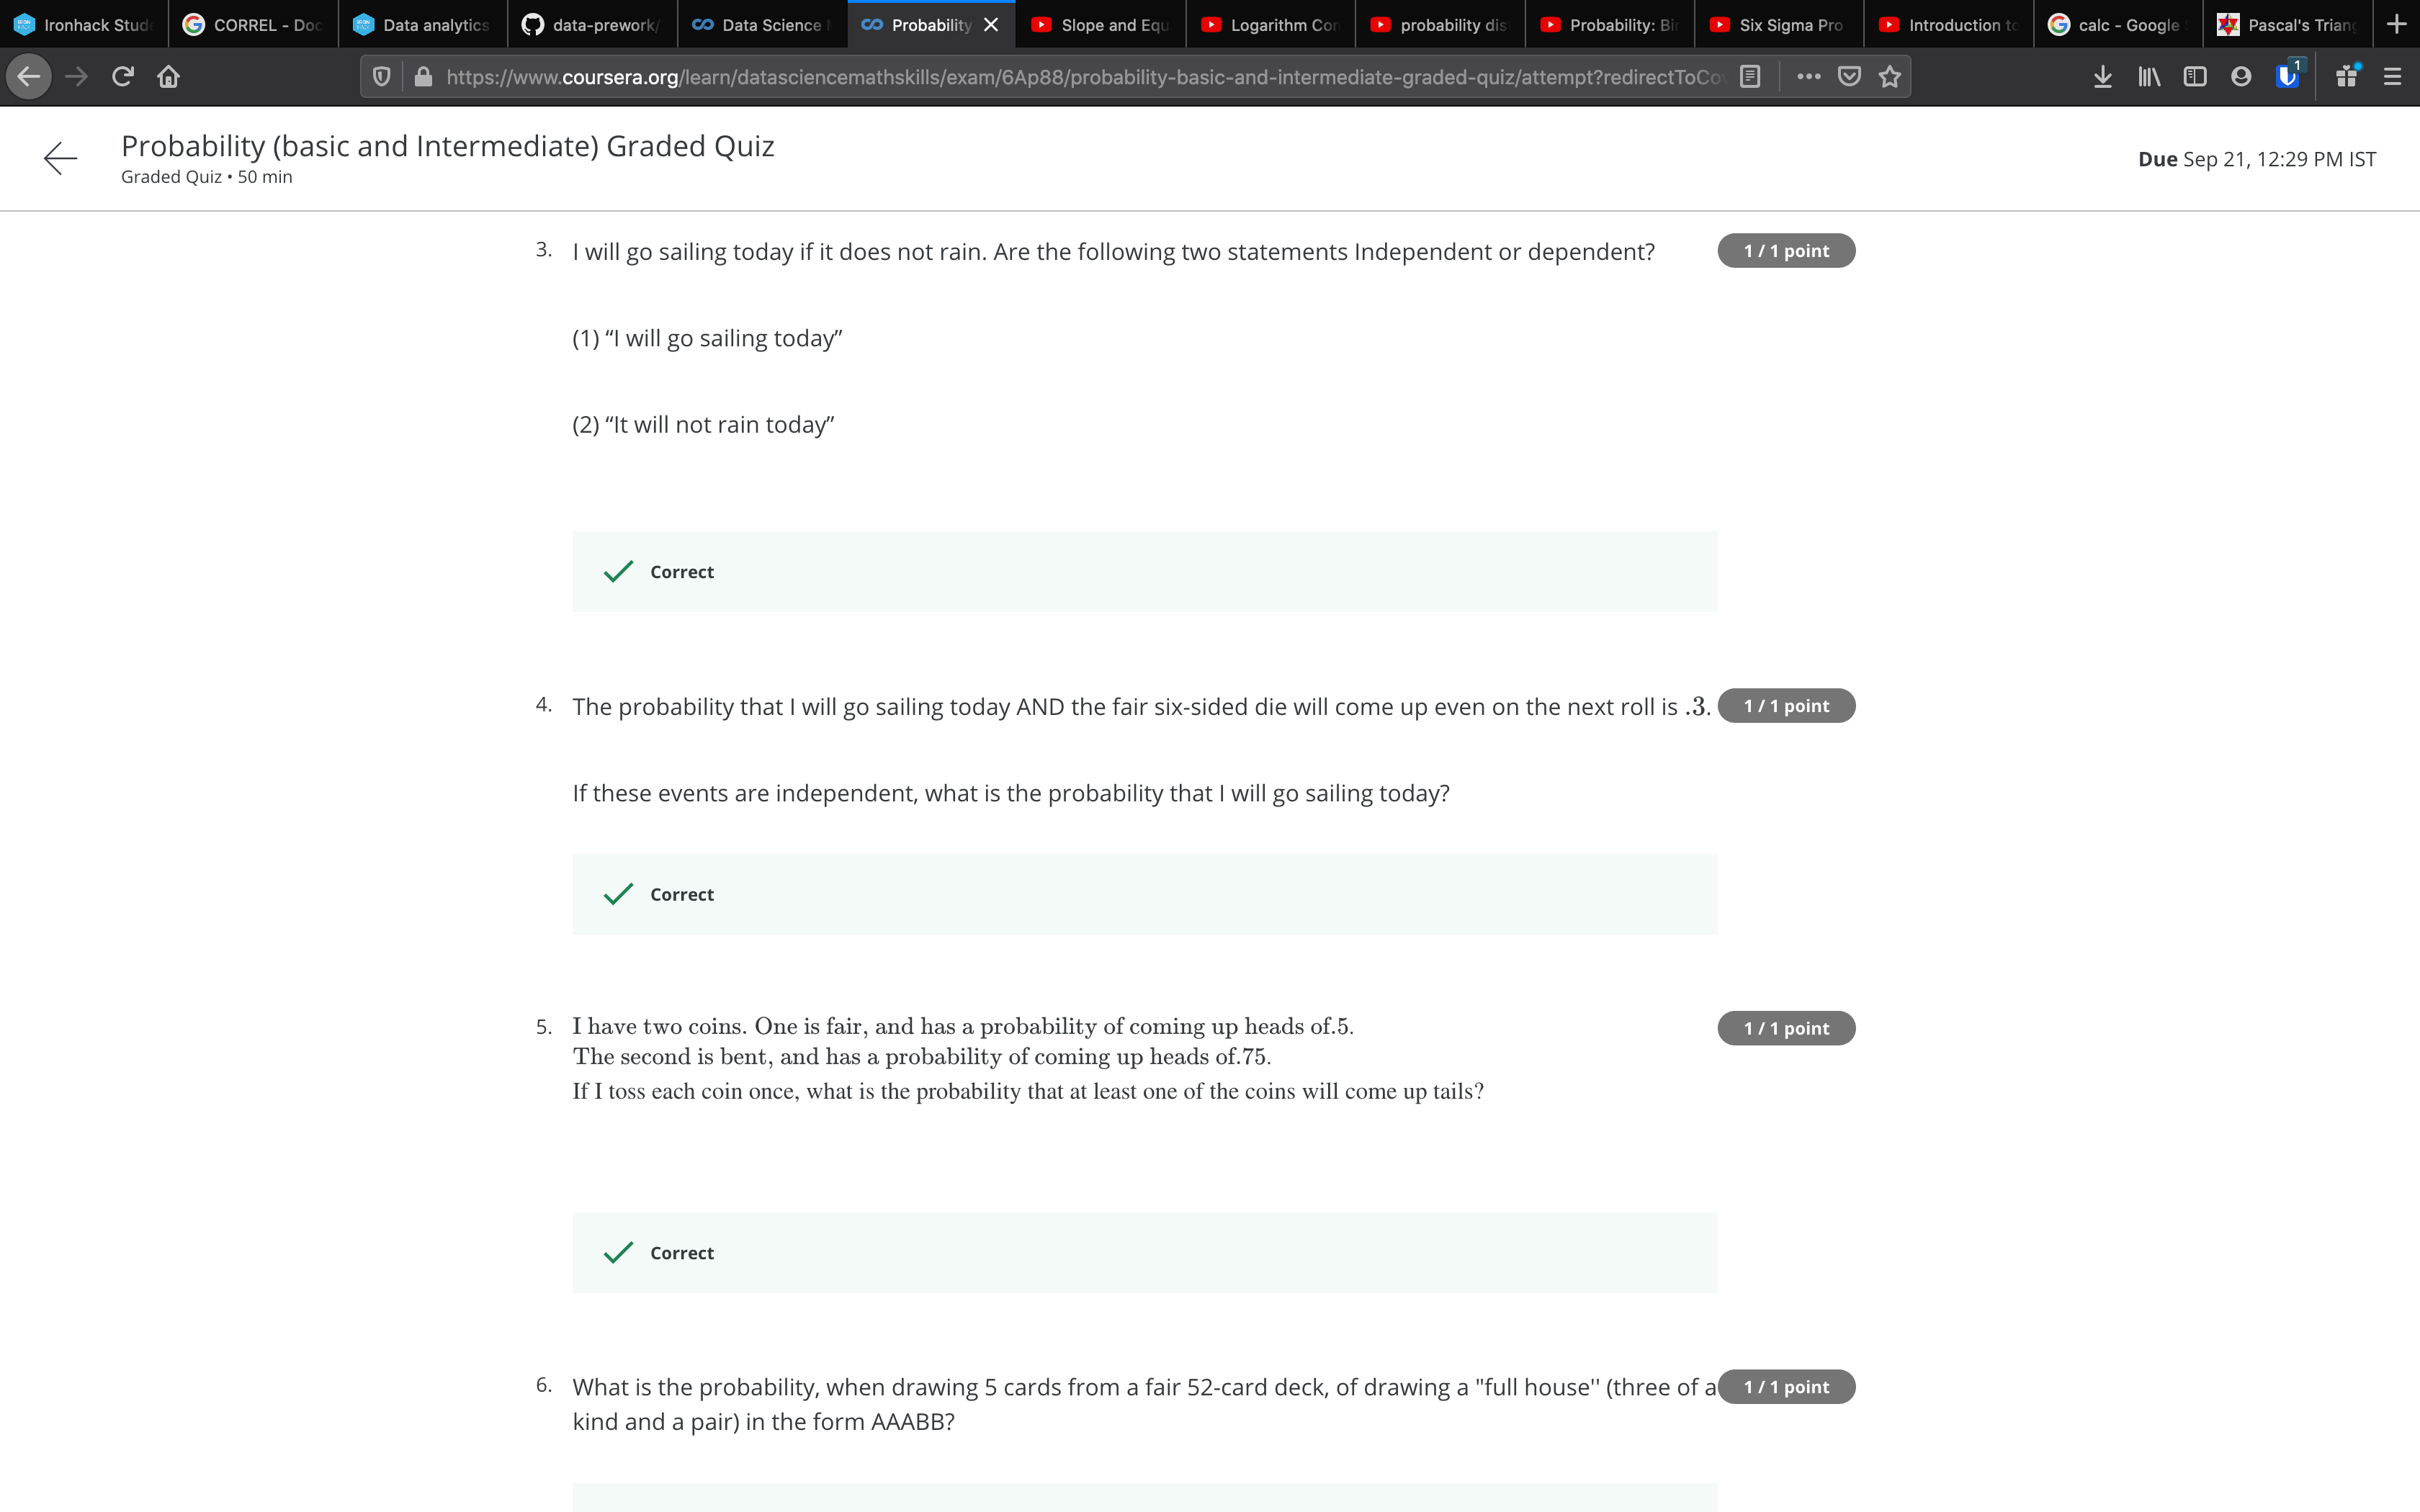 Ironhack Stud
CORREL - Doc
Data analytics
data-prework/
Data Science
Probability
Slope and Equ
Logarithm Con
probability dis
Probability: Bi
Six Sigma Pro
Introduction to
calc - Google
Pascal's Triang
https://www.coursera.org/learn/datasciencemathskills/exam/6Ap88/probability-basic-and-intermediate-graded-quiz/attempt?redirectToCo
1
Probability (basic and Intermediate) Graded Quiz
Graded Quiz • 50 min
Due Sep 21, 12:29 PM IST
3. I will go sailing today if it does not rain. Are the following two statements Independent or dependent? 1 / 1 point
(1) “I will go sailing today”
(2) “It will not rain today”
Correct
4. The probability that I will go sailing today AND the fair six-sided die will come up even on the next roll is .3. 1 / 1 point
If these events are independent, what is the probability that I will go sailing today?
Correct
5. I have two coins. One is fair, and has a probability of coming up heads of.5. 1 / 1 point
The second is bent, and has a probability of coming up heads of.75.
If I toss each coin once, what is the probability that at least one of the coins will come up tails?
Correct
6. What is the probability, when drawing 5 cards from a fair 52-card deck, of drawing a "full house'' (three of a 1 / 1 point
kind and a pair) in the form AAABB?